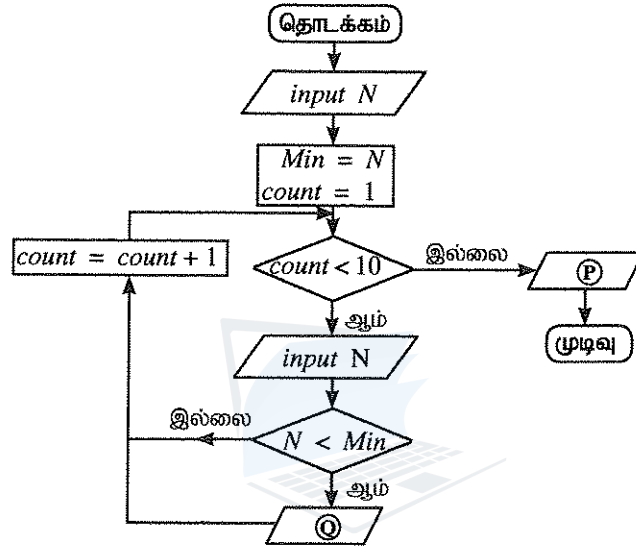 தொடக்கம்
input N
Min = N
count = 1
count = count + 1
count < 10
இல்லை
P
ஆம்
முடிவு
input N
இல்லை
N < Min
ஆம்
Q